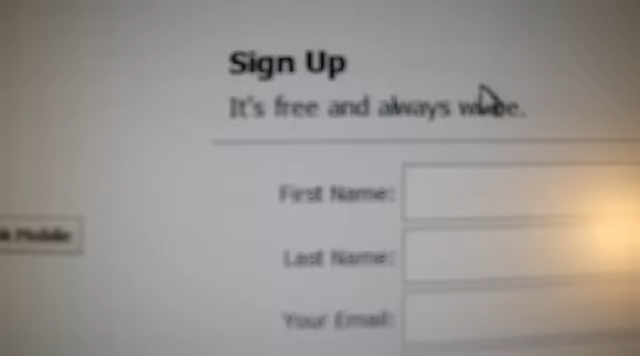 Sign Up
It's free and always
First Name:
Last Name:
Your Email:
Mobile